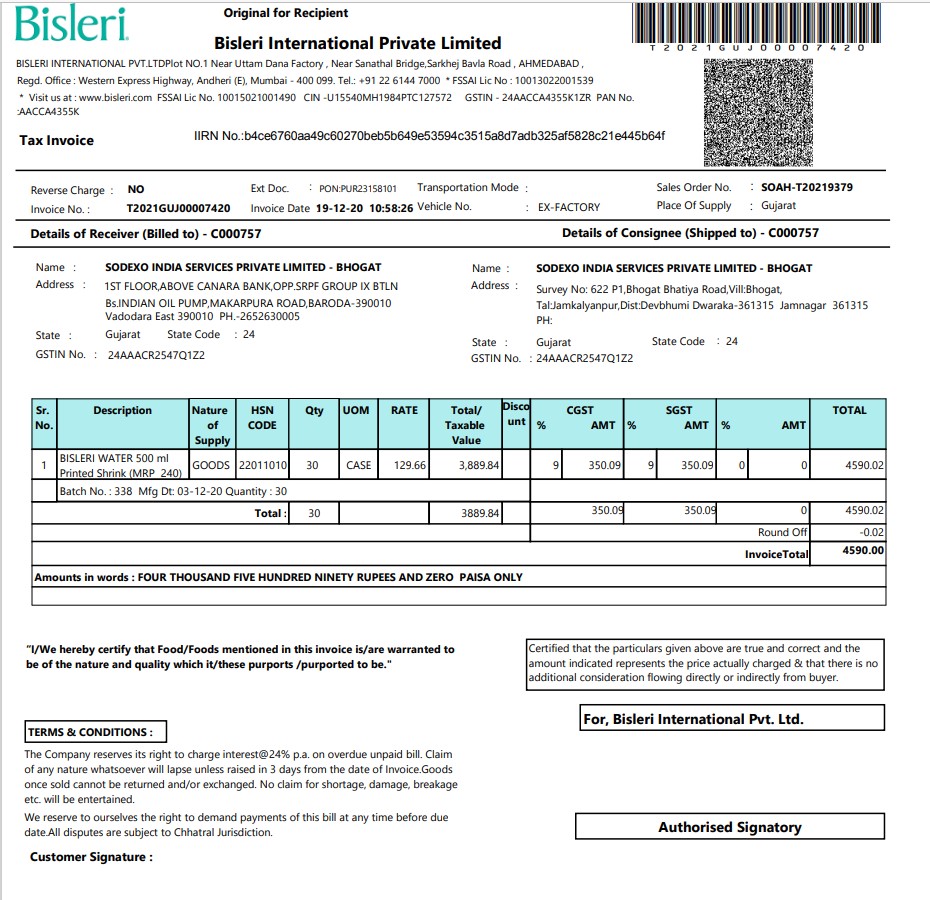 Bisleri
Original for Recipient
Bisleri International Private Limited
T2021GUJ00007420
BISLERI INTERNATIONAL PVT.LTDPlot NO.1 Near Uttam Dana Factory , Near Sanathal Bridge,Sarkhej Bavla Road , AHMEDABAD ,
Regd. Office : Western Express Highway, Andheri (E), Mumbai - 400 099. Tel.: +91 22 6144 7000 * FSSAI Lic No : 10013022001539
* Visit us at : www.bisleri.com FSSAI Lic No. 10015021001490 CIN -U15540MH1984PTC127572 GSTIN - 24AACCA4355K1ZR PAN No.
:AACCA4355K
Tax Invoice
IIRN No.:b4ce6760aa49c60270beb5b649e53594c3515a8d7adb325af5828c21e445b64f
Reverse Charge : NO Ext Doc. : PON:PUR23158101 Transportation Mode : Sales Order No. : SOAH-T20219379
Invoice No. : T2021GUJ00007420 Invoice Date 19-12-20 10:58:26 Vehicle No. : EX-FACTORY Place Of Supply : Gujarat
Details of Receiver (Billed to) - C000757
Details of Consignee (Shipped to) - C000757
Name : SODEXO INDIA SERVICES PRIVATE LIMITED - BHOGAT
Address : 1ST FLOOR,ABOVE CANARA BANK,OPP.SRPF GROUP IX BTLN
Bs.INDIAN OIL PUMP,MAKARPURA ROAD,BARODA-390010
Vadodara East 390010 PH.-2652630005
State : Gujarat State Code : 24
GSTIN No. : 24AAACR2547Q1Z2
Name : SODEXO INDIA SERVICES PRIVATE LIMITED - BHOGAT
Address : Survey No: 622 P1,Bhogat Bhatiya Road,Vill:Bhogat,
Tal:Jamkalyanpur,Dist:Devbhumi Dwaraka-361315 Jamnagar 361315
PH:
State : Gujarat State Code : 24
GSTIN No. : 24AAACR2547Q1Z2
Sr. Description Nature HSN Qty UOM RATE Total/ Disco CGST SGST TOTAL
No. of CODE Taxable unt % AMT % AMT % AMT
Supply Value
BISLERI WATER 500 ml
1 GOODS 22011010 30 CASE 129.66 3,889.84 9 350.09 9 350.09 0 0 4590.02
Printed Shrink (MRP 240)
Batch No. : 338 Mfg Dt: 03-12-20 Quantity : 30
Total : 30 3889.84 350.09 350.09 0 4590.02
Round Off -0.02
InvoiceTotal 4590.00
Amounts in words : FOUR THOUSAND FIVE HUNDRED NINETY RUPEES AND ZERO PAISA ONLY
"I/We hereby certify that Food/Foods mentioned in this invoice is/are warranted to
be of the nature and quality which it/these purports /purported to be."
Certified that the particulars given above are true and correct and the
amount indicated represents the price actually charged & that there is no
additional consideration flowing directly or indirectly from buyer.
For, Bisleri International Pvt. Ltd.
TERMS & CONDITIONS :
The Company reserves its right to charge interest@24% p.a. on overdue unpaid bill. Claim
of any nature whatsoever will lapse unless raised in 3 days from the date of Invoice.Goods
once sold cannot be returned and/or exchanged. No claim for shortage, damage, breakage
etc. will be entertained.
We reserve to ourselves the right to demand payments of this bill at any time before due
date.All disputes are subject to Chhatral Jurisdiction.
Authorised Signatory
Customer Signature :